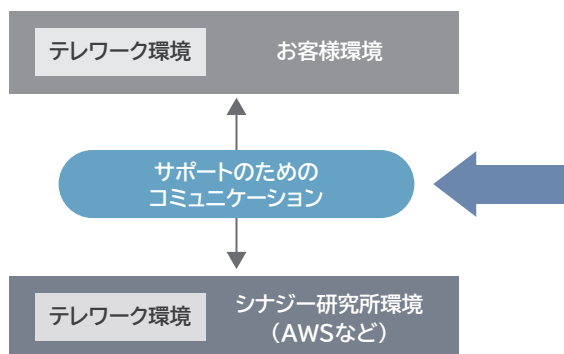 テレワーク環境 お客様環境
サポートのための
コミュニケーション
テレワーク環境
シナジー研究所環境
（AWSなど）